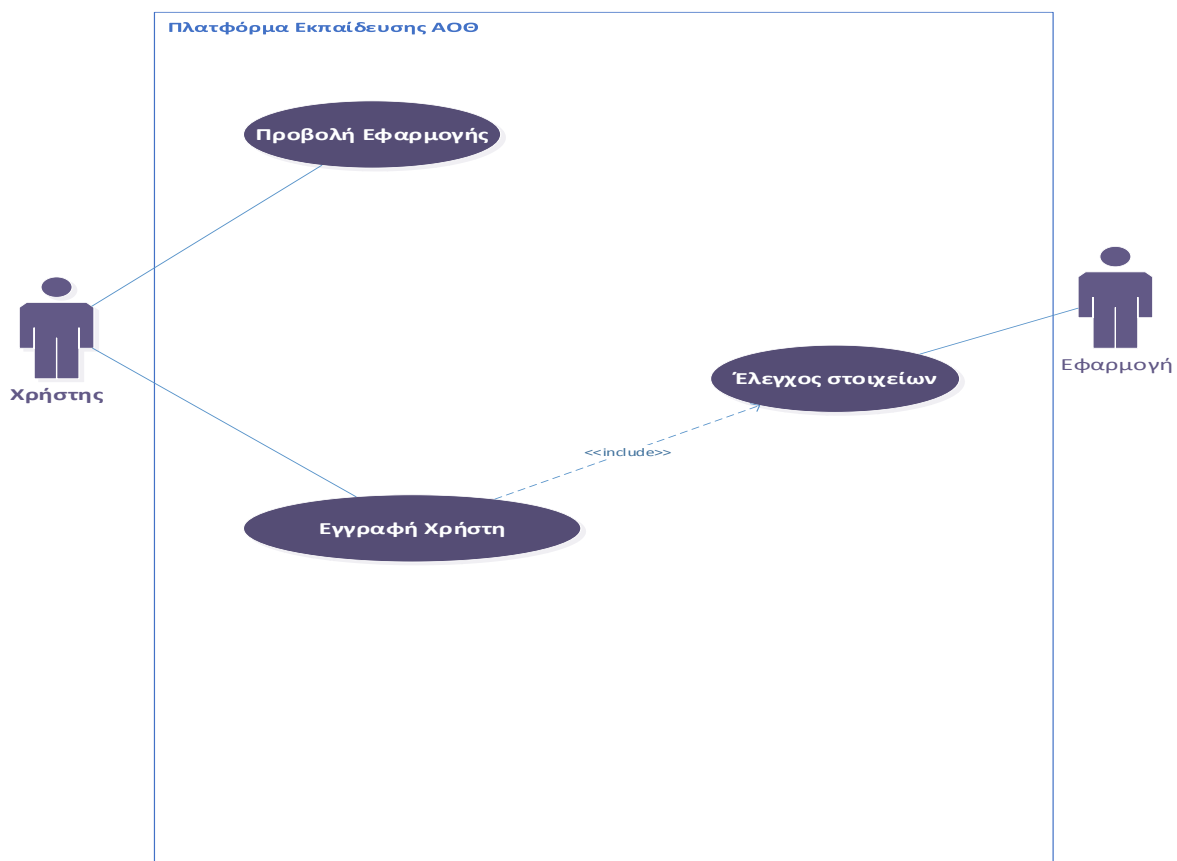 Πλατφόρμα Εκπαίδευσης ΑΟΘ
Προβολή Εφαρμογής
Χρήστης
Εφαρμογή
Έλεγχος στοιχείων
<<include>>
Εγγραφή Χρήστη